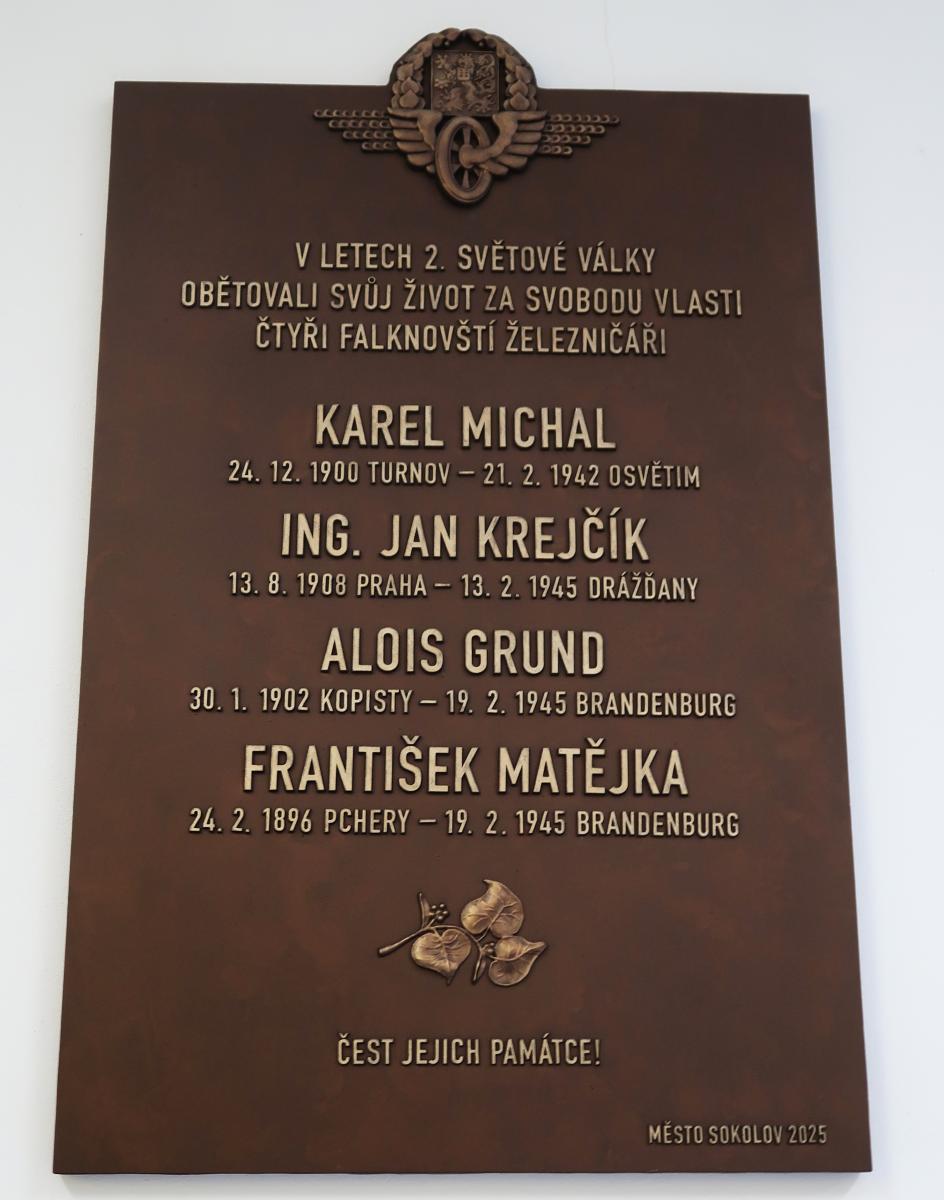 V LETECH 2. SVĚTOVÉ VÁLKY
OBĚTOVALI SVŮJ ŽIVOT ZA SVOBODU VLASTI
ČTYŘI FALKNOVŠTÍ ŽELEZNIČÁŘI
KAREL MICHAL
24. 12. 1900 TURNOV – 21. 2. 1942 OSVĚTIM
ING. JAN KREJČÍK
13. 8. 1908 PRAHA – 13. 2. 1945 DRÁŽĎANY
ALOIS GRUND
30. 1. 1902 KOPISTY – 19. 2. 1945 BRANDENBURG
FRANTIŠEK MATĚJKA
24. 2. 1896 PCHERY – 19. 2. 1945 BRANDENBURG
ČEST JEJICH PAMÁTCE!
MĚSTO SOKOLOV 2025